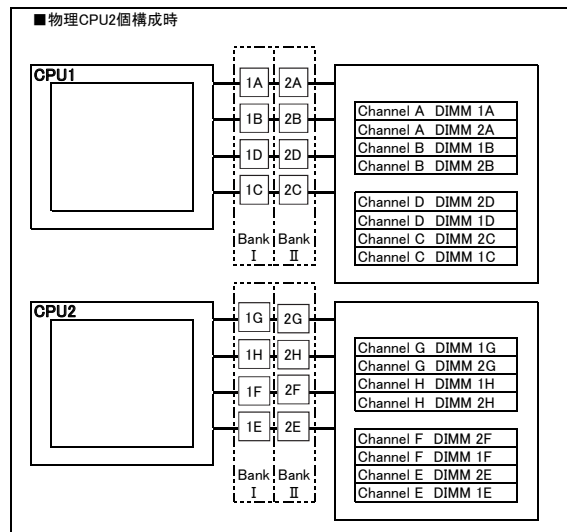 ■物理CPU2個構成時
CPU1
1A 2A
1B 2B
1D 2D
1C 2C
Bank Bank
Ⅰ Ⅱ
Channel A DIMM 1A
Channel A DIMM 2A
Channel B DIMM 1B
Channel B DIMM 2B
Channel D DIMM 2D
Channel D DIMM 1D
Channel C DIMM 2C
Channel C DIMM 1C
CPU2
1G 2G
1H 2H
1F 2F
1E 2E
Bank Bank
Ⅰ Ⅱ
Channel G DIMM 1G
Channel G DIMM 2G
Channel H DIMM 1H
Channel H DIMM 2H
Channel F DIMM 2F
Channel F DIMM 1F
Channel E DIMM 2E
Channel E DIMM 1E